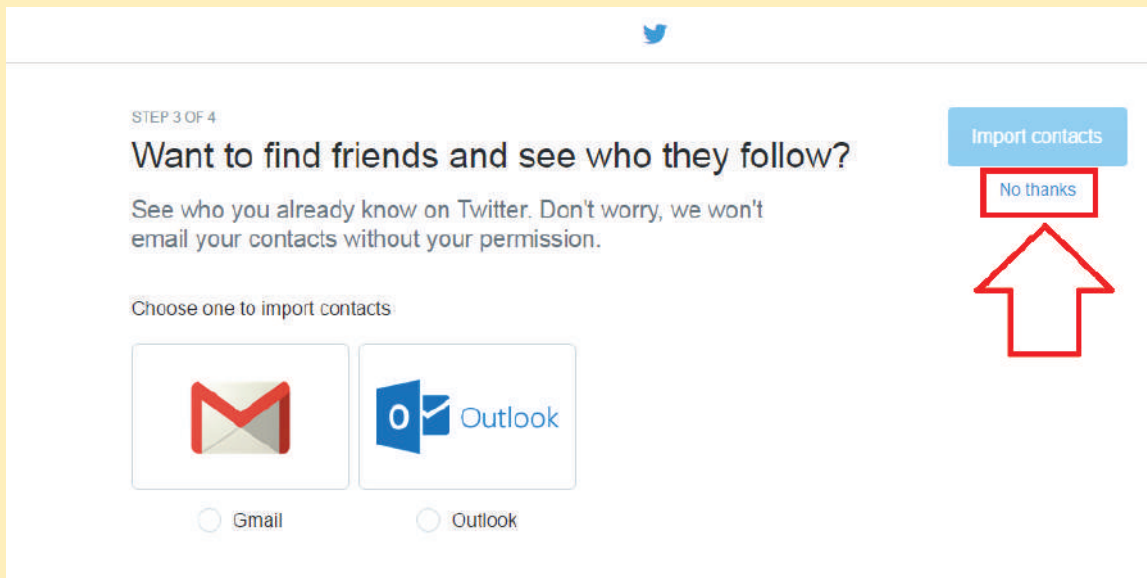 STEP 3 OF 4
Want to find friends and see who they follow?
See who you already know on Twitter. Don't worry, we won't
email your contacts without your permission.
Import contacts
No thanks
Choose one to import contacts
O Outlook
Gmail
Outlook